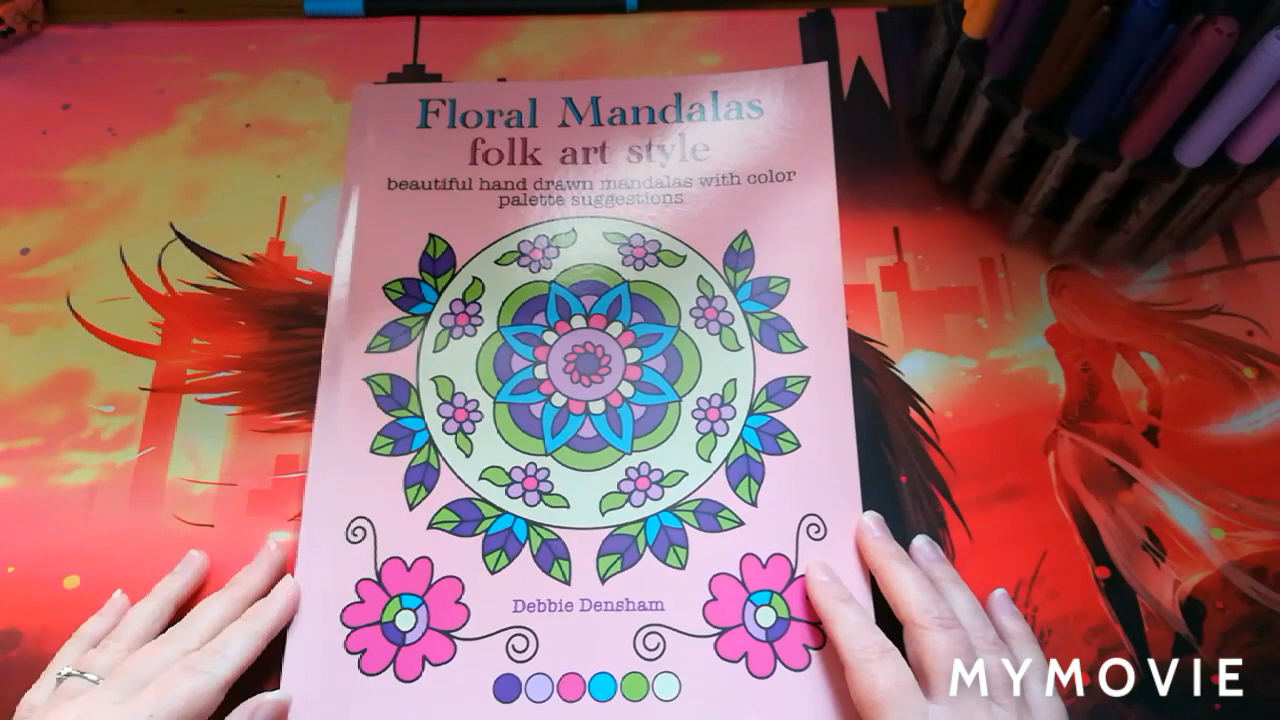 Floral Mandalas
folk art style
beautiful hand drawn mandalas with color
palette suggestions
Debbie Densham
MYMOVIE